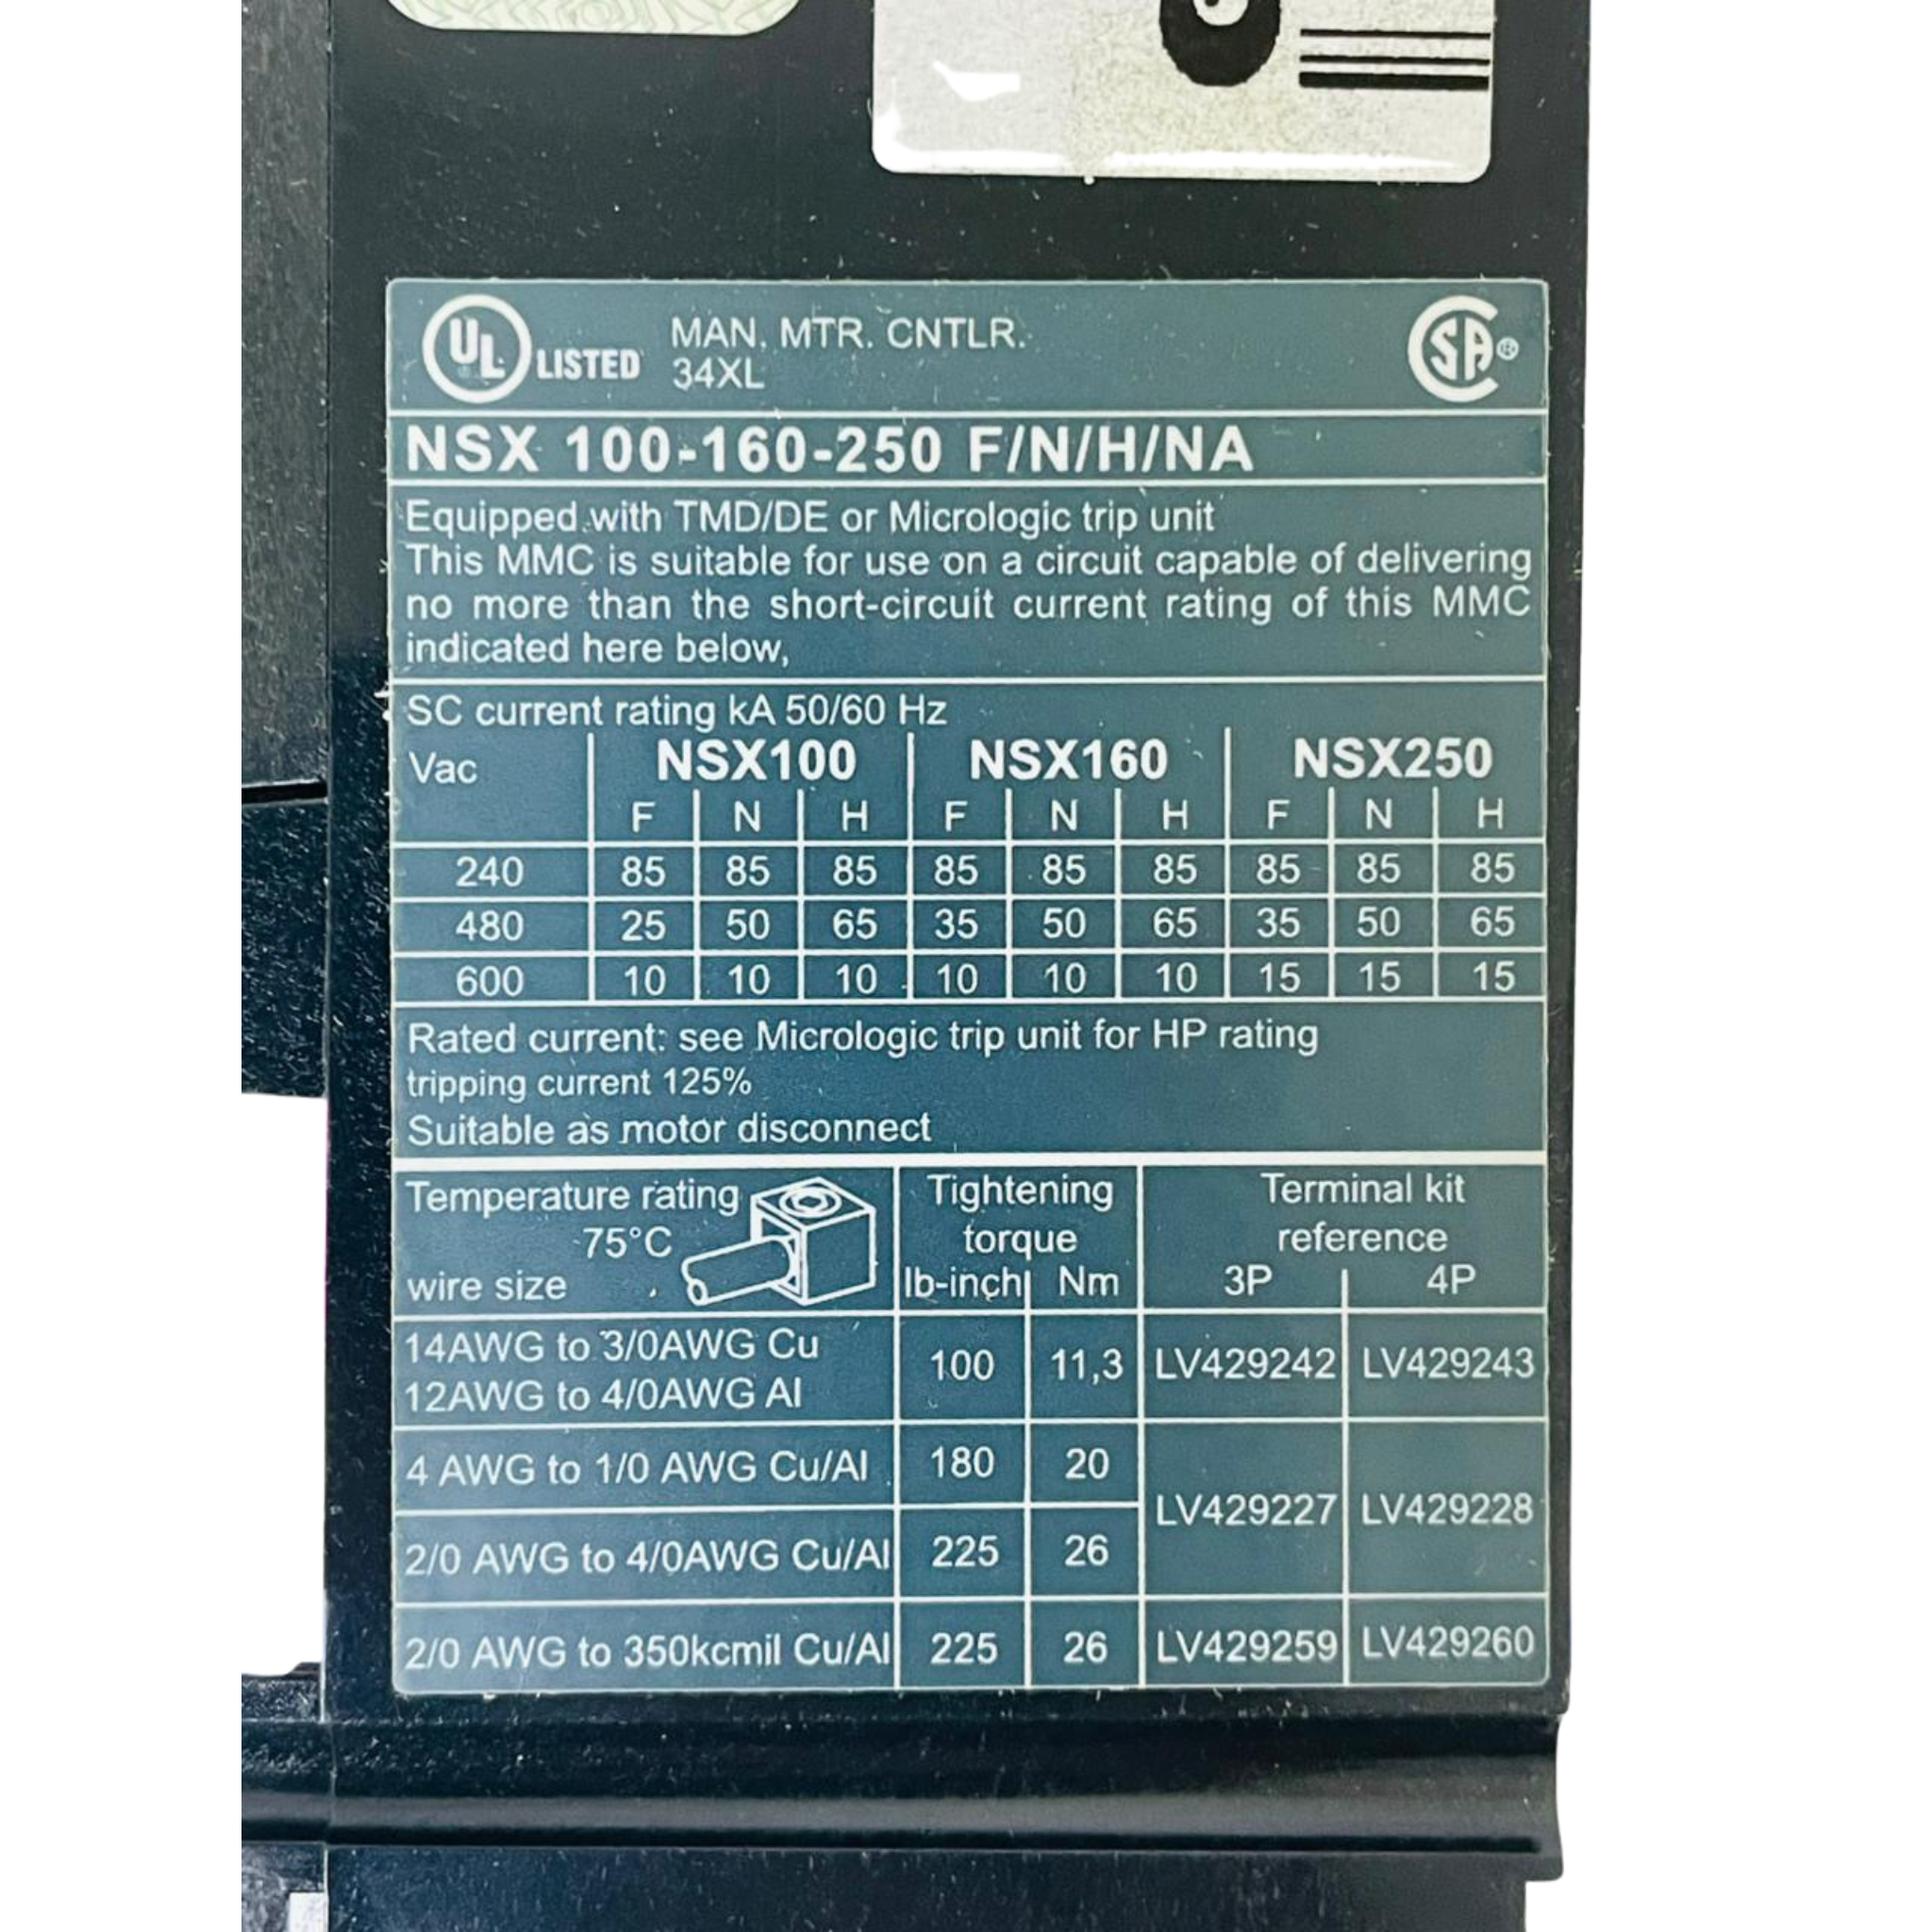 UL LISTED MAN. MTR. CNTLR.
34XL
SA®
NSX 100-160-250 F/N/H/NA
Equipped with TMD/DE or Micrologic trip unit
This MMC is suitable for use on a circuit capable of delivering
no more than the short-circuit current rating of this MMC
indicated here below,
SC current rating kA 50/60 Hz
Vac NSX100 NSX160 NSX250
F N H F N H F N H
240 85 85 85 85 85 85 85 85 85
480 25 50 65 35 50 65 35 50 65
600 10 10 10 10 10 10 15 15 15
Rated current: see Micrologic trip unit for HP rating
tripping current 125%
Suitable as motor disconnect
Temperature rating
75°C
wire size
Tightening
torque
lb-inch Nm
Terminal kit
reference
3P 4P
14AWG to 3/0AWG Cu
12AWG to 4/0AWG Al
100 11,3 LV429242 LV429243
4 AWG to 1/0 AWG Cu/Al 180 20
LV429227 LV429228
2/0 AWG to 4/0AWG Cu/Al 225 26
2/0 AWG to 350kcmil Cu/Al 225 26 LV429259 LV429260